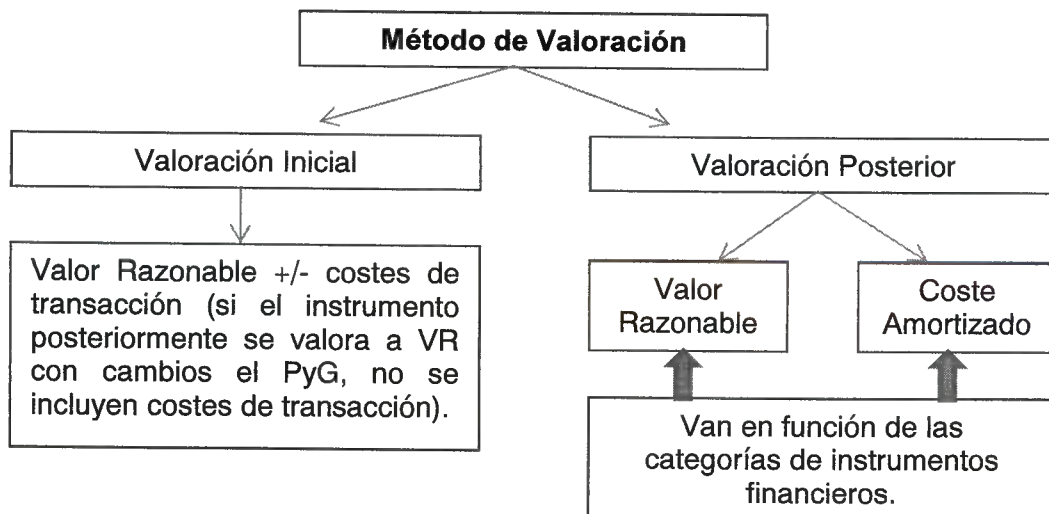 Método de Valoración
Valoración Inicial
Valoración Posterior
Valor Razonable +/- costes de
transacción (si el instrumento
posteriormente se valora a VR
con cambios el PyG, no se
incluyen costes de transacción).
Valor
Razonable
Coste
Amortizado
Van en función de las
categorías de instrumentos
financieros.